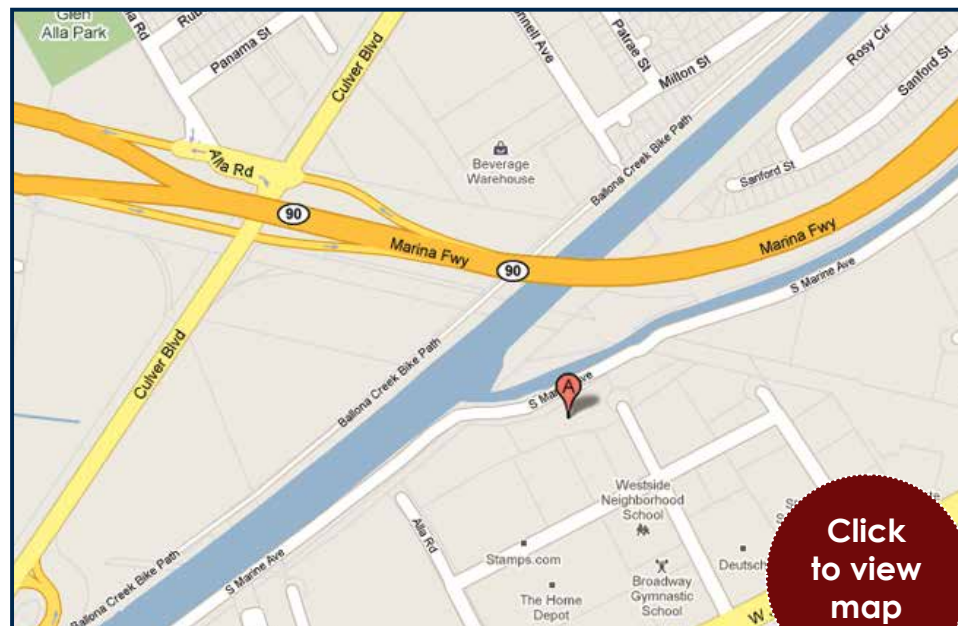 Glen
Alla Park
Panama St
Culver Blvd
Patrae St
Milton St
Rosy Cir
Sanford St
Ballona Creek Bike Path
Beverage
Warehouse
Alla Rd
Sanford St
90
Marina Fwy
90
Marina Fwy
S Marine Ave
Culver Blvd
Ballona Creek Bike Path
A
Westside
Neighborhood
School
Alla Rd
Stamps.com
The Home
Depot
Broadway
Gymnastic
School
S Marine Ave
Ballona Creek Bike Path
Click
to view
map